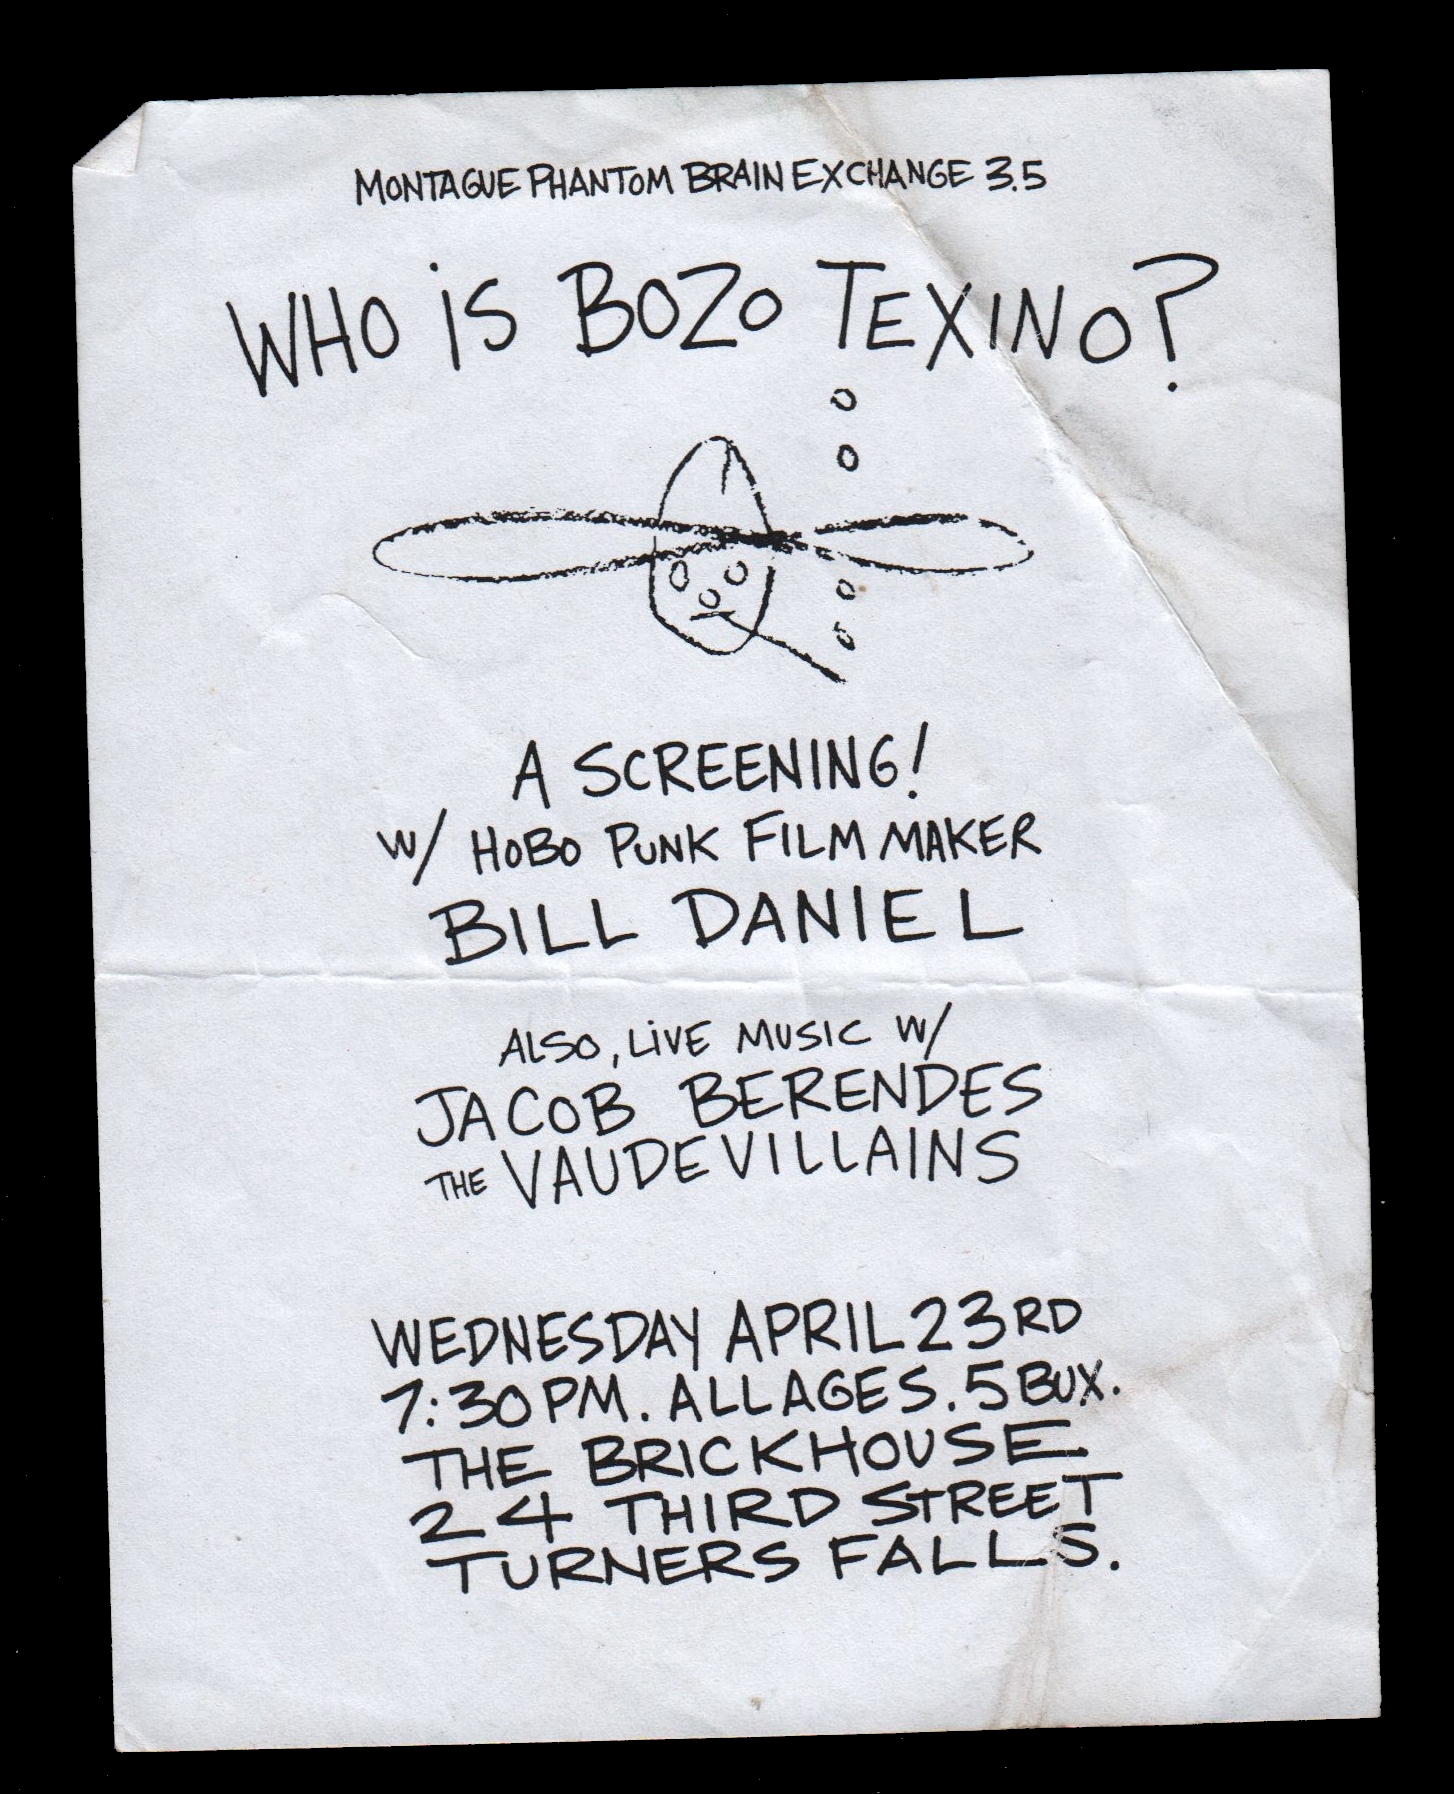 MONTAGUE PHANTOM BRAIN EXCHANGE 3.5
WHO iS BOZO TEXINO?
A SCREENING!
W/ HOBO PUNK FILM MAKER
BILL DANIEL
ALSO, LiVE MUSIC W/
JACOB BERENDES
THE VAUDEVILLAINS
WEDNESDAY APRIL 23RD
7:30PM. ALL AGES. 5 BUX.
THE BRICKHOUSE.
24 THIRD STREET
TURNERS FALLS.